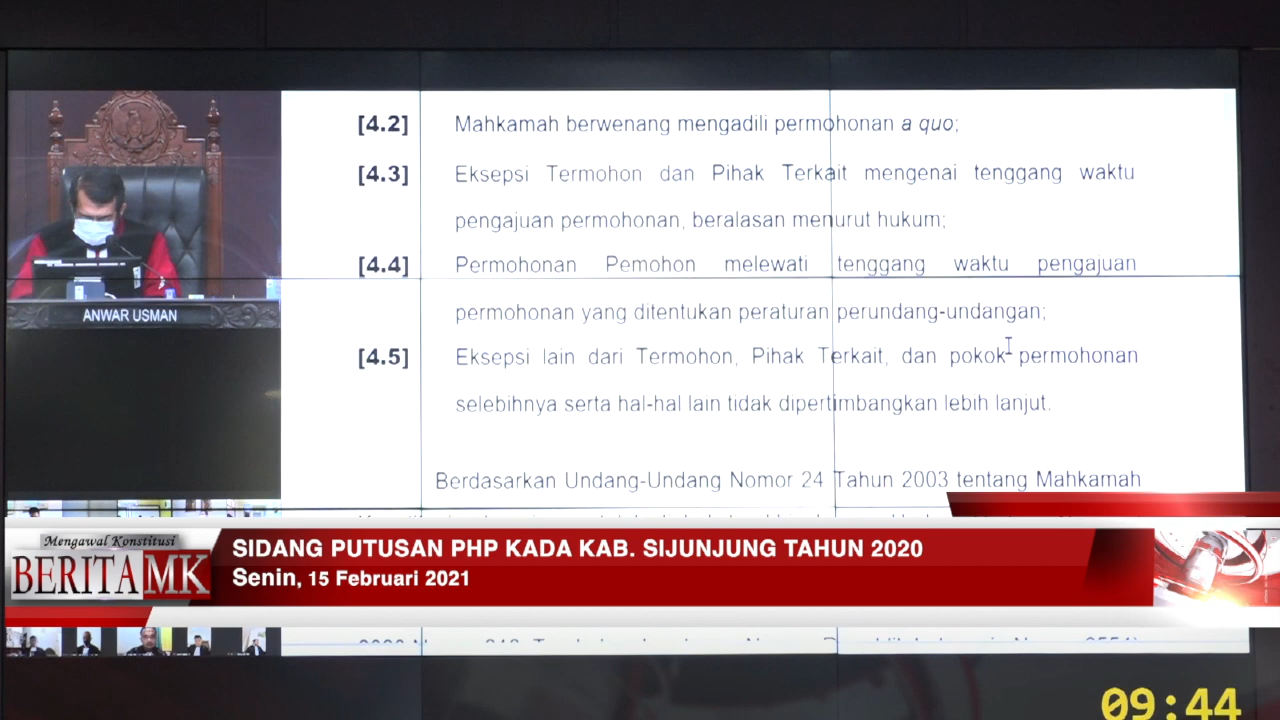 [4.2] Mahkamah berwenang mengadili permohonan a quo;
[4.3] Eksepsi Termohon dan Pihak Terkait mengenai tenggang waktu
pengajuan permohonan, beralasan menurut hukum;
[4.4] Permohonan Pemohon melewati tenggang waktu pengajuan
permohonan yang ditentukan peraturan perundang-undangan;
[4.5] Eksepsi lain dari Termohon, Pihak Terkait, dan pokok permohonan
selebihnya serta hal-hal lain tidak dipertimbangkan lebih lanjut.
Berdasarkan Undang-Undang Nomor 24 Tahun 2003 tentang Mahkamah
ANWAR USMAN
Mengawal Konstitusi
BERITA MK
SIDANG PUTUSAN PHP KADA KAB. SIJUNJUNG TAHUN 2020
Senin, 15 Februari 2021
09:44